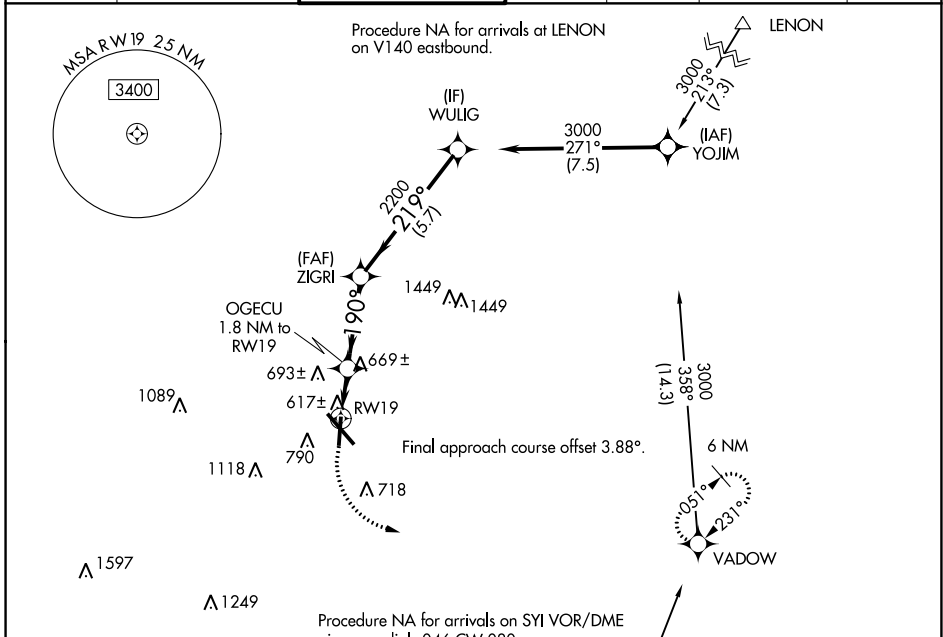 Procedure NA for arrivals at LENON
on V140 eastbound.
LENON
MSA RW19 25 NM
3400
3000
213°
(7.3)
(IF)
WULIG
3000
271°
(7.5)
(IAF)
YOJIM
2200
219°
(5.7)
(FAF)
ZIGRI
1449
1449
190°
OGECU
1.8 NM to
RW19
669±
693±
3000
358°
(14.3)
1089
617±
RW19
790
Final approach course offset 3.88°.
6 NM
1118
718
051°
231°
VADOW
1597
1249
Procedure NA for arrivals on SYI VOR/DME